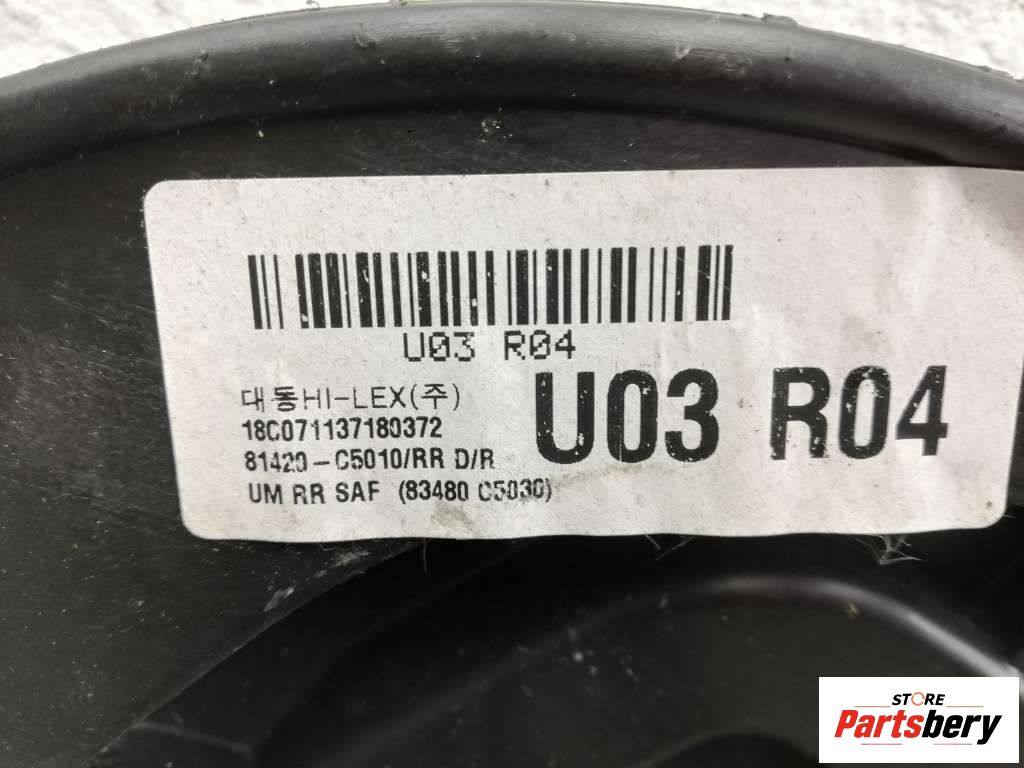 U03 R04
대동HI-LEX(주)
18C071137180372
81420-C5010/RR D/R
UM RR SAF (83480 C5030)
U03 R04
STORE
Partsbery